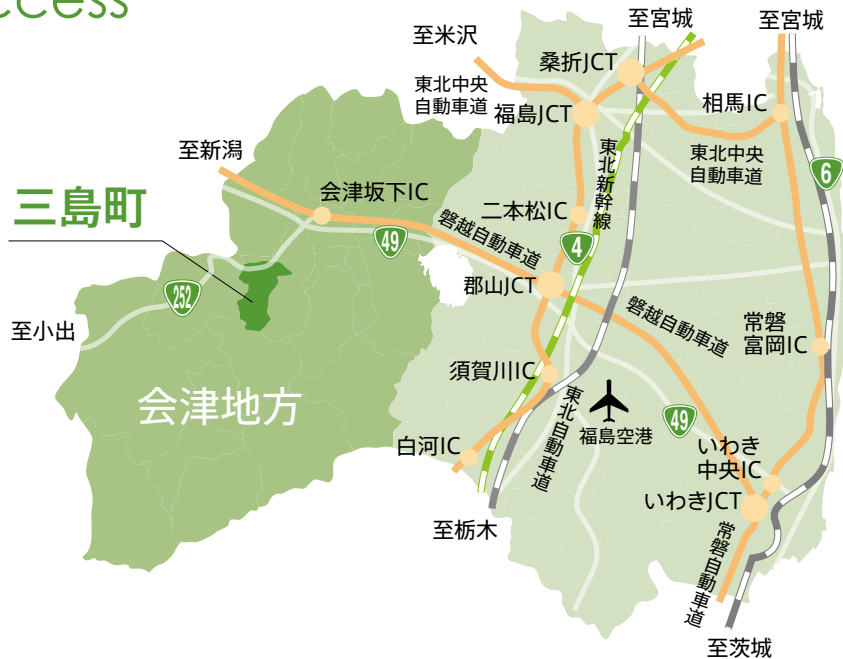 ccess
至宮城
至宮城
至米沢
桑折JCT
東北中央
自動車道
福島JCT
相馬IC
東北中央
自動車道
東北新幹線
6
至新潟
会津坂下IC
二本松IC
三島町
磐越自動車道
49
4
郡山JCT
252
磐越自動車道
至小出
常磐
富岡IC
須賀川IC
会津地方
東北自動車道
福島空港
49
白河IC
いわき
中央IC
いわきJCT
至栃木
常磐自動車道
至茨城